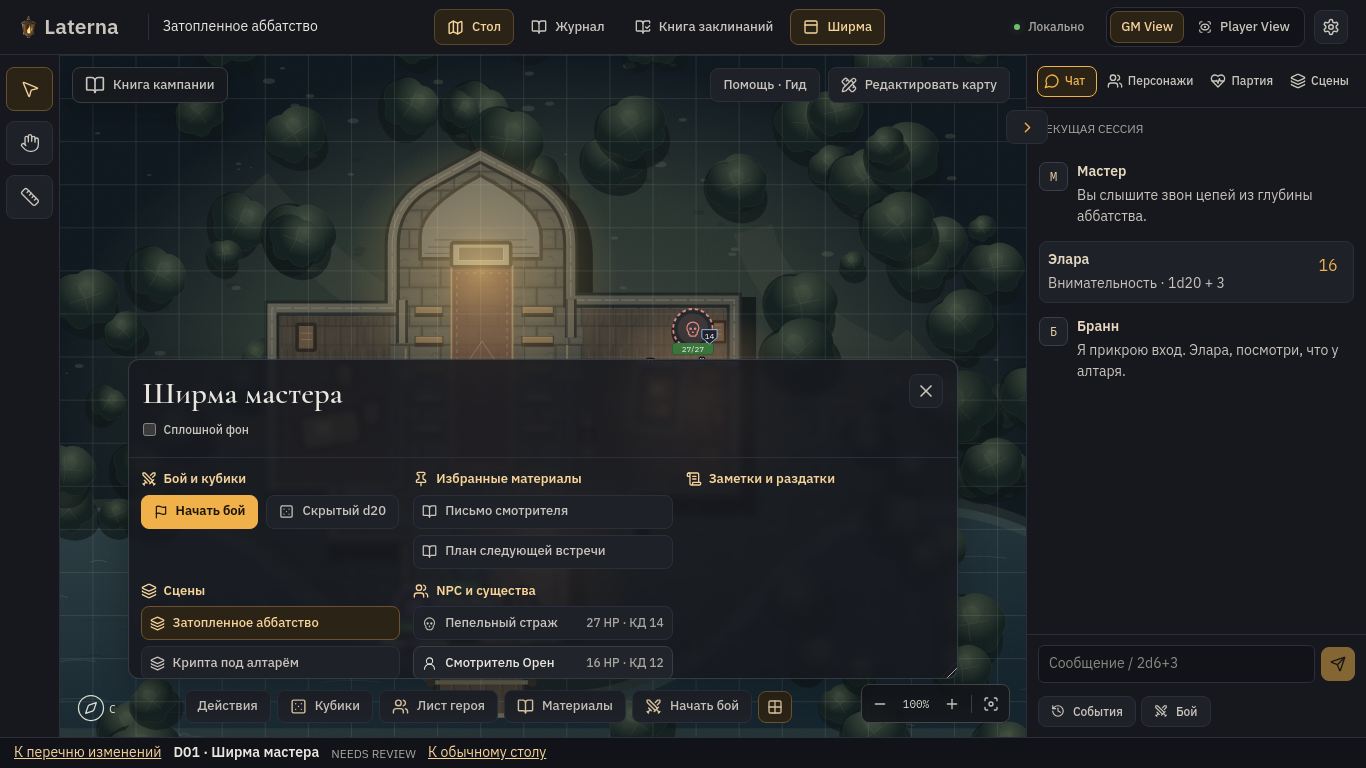 Laterna
Затопленное аббатство
Стол
Журнал
Книга заклинаний
Ширма
Локально
GM View
Player View
Книга кампании
Помощь · Гид
Редактировать карту
Чат
Персонажи
Партия
Сцены
ЕКУЩАЯ СЕССИЯ
М
Мастер
Вы слышите звон цепей из глубины
аббатства.
Элара
16
Внимательность · 1d20 + 3
Б
Бранн
Я прикрою вход. Элара, посмотри, что у
алтаря.
14
27/27
Ширма мастера
Сплошной фон
Бой и кубики
Начать бой
Скрытый d20
Избранные материалы
Письмо смотрителя
План следующей встречи
Заметки и раздатки
Сцены
Затопленное аббатство
Крипта под алтарём
NPC и существа
Пепельный страж
27 HP · КД 14
Смотритель Орен
16 HP · КД 12
С
Действия
Кубики
Лист героя
Материалы
Начать бой
100%
Сообщение / 2d6+3
События
Бой
К перечню изменений
D01 · Ширма мастера
NEEDS REVIEW
К обычному столу